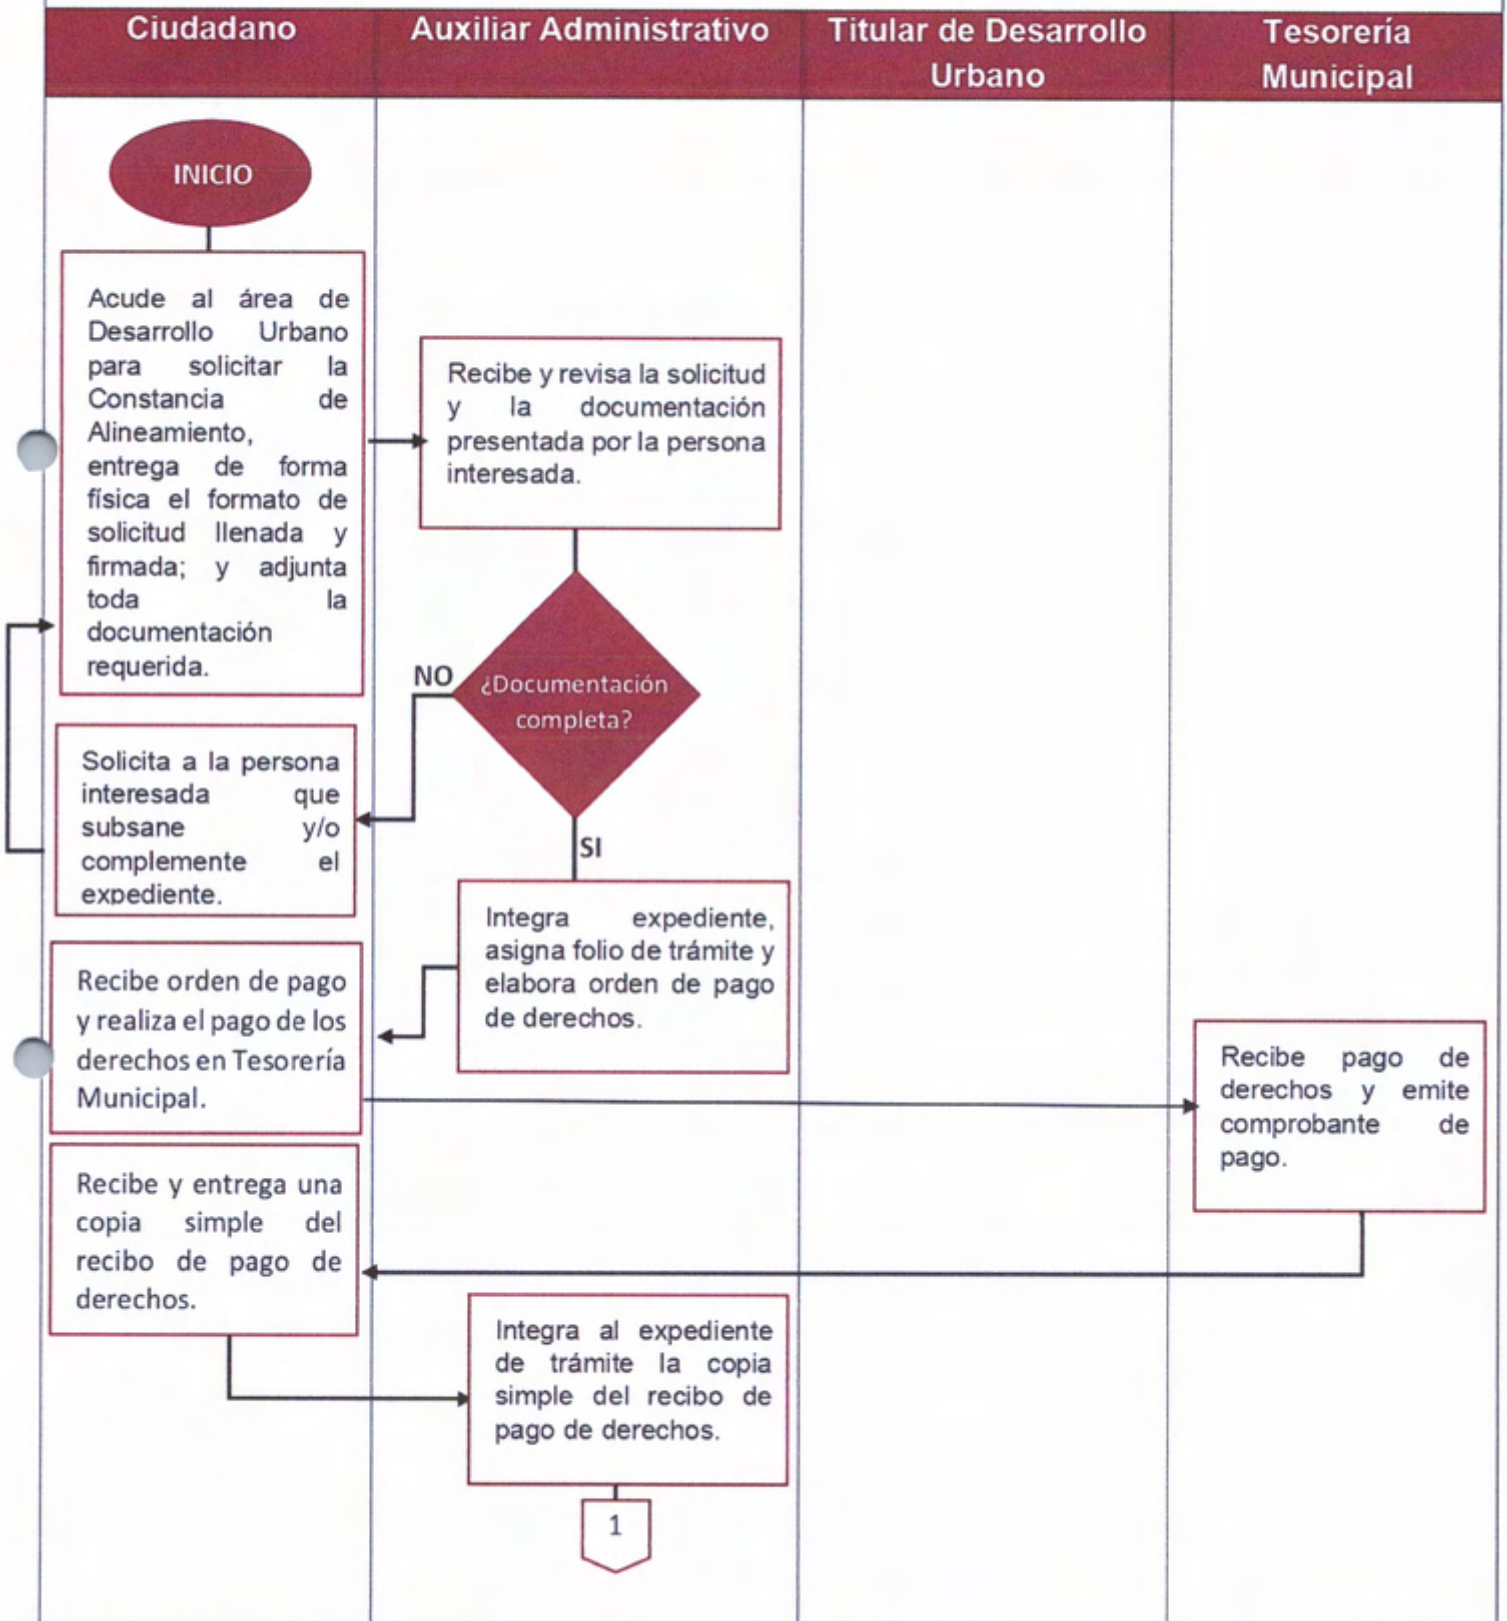 Ciudadano
Auxiliar Administrativo
Titular de Desarrollo
Urbano
Tesorería
Municipal
INICIO
Acude al área de
Desarrollo Urbano
para solicitar la
Constancia de
Alineamiento,
entrega de forma
física el formato de
solicitud llenada y
firmada; y adjunta
toda la
documentación
requerida.
Recibe y revisa la solicitud
y la documentación
presentada por la persona
interesada.
NO
¿Documentación
completa?
Solicita a la persona
interesada que
subsane y/o
complemente el
expediente.
SI
Integra expediente,
asigna folio de trámite y
elabora orden de pago
de derechos.
Recibe orden de pago
y realiza el pago de los
derechos en Tesorería
Municipal.
Recibe pago de
derechos y emite
comprobante de
pago.
Recibe y entrega una
copia simple del
recibo de pago de
derechos.
Integra al expediente
de trámite la copia
simple del recibo de
pago de derechos.
1